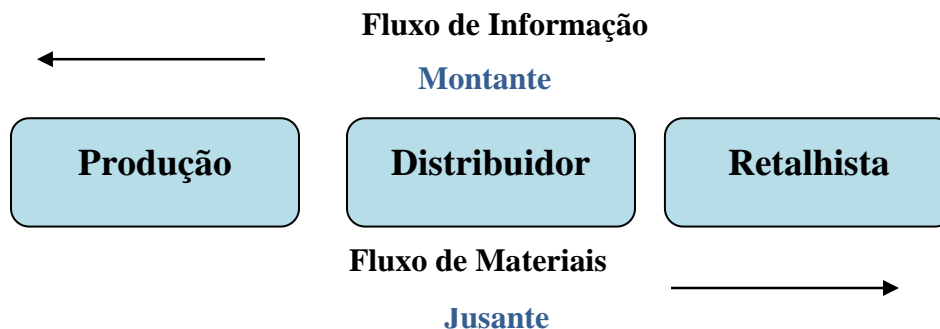 Fluxo de Informação
Montante
Produção
Distribuidor
Retalhista
Fluxo de Materiais
Jusante